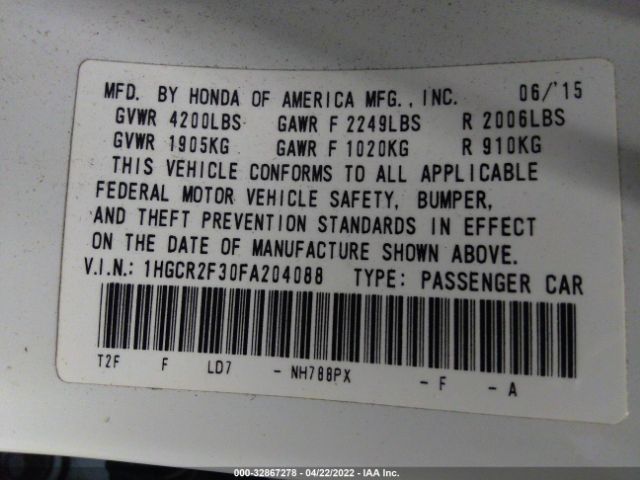 MFD. BY HONDA OF AMERICA MFG., INC. 06/'15
GVWR 4200LBS GAWR F 2249LBS R 2006LBS
GVWR 1905KG GAWR F 1020KG R 910KG
THIS VEHICLE CONFORMS TO ALL APPLICABLE
FEDERAL MOTOR VEHICLE SAFETY, BUMPER,
AND THEFT PREVENTION STANDARDS IN EFFECT
ON THE DATE OF MANUFACTURE SHOWN ABOVE.
V.I.N.: 1HGCR2F30FA204088 TYPE: PASSENGER CAR
T2F F LD7 - NH788PX - F - A
000-32867278 - 04/22/2022 - IAA Inc.